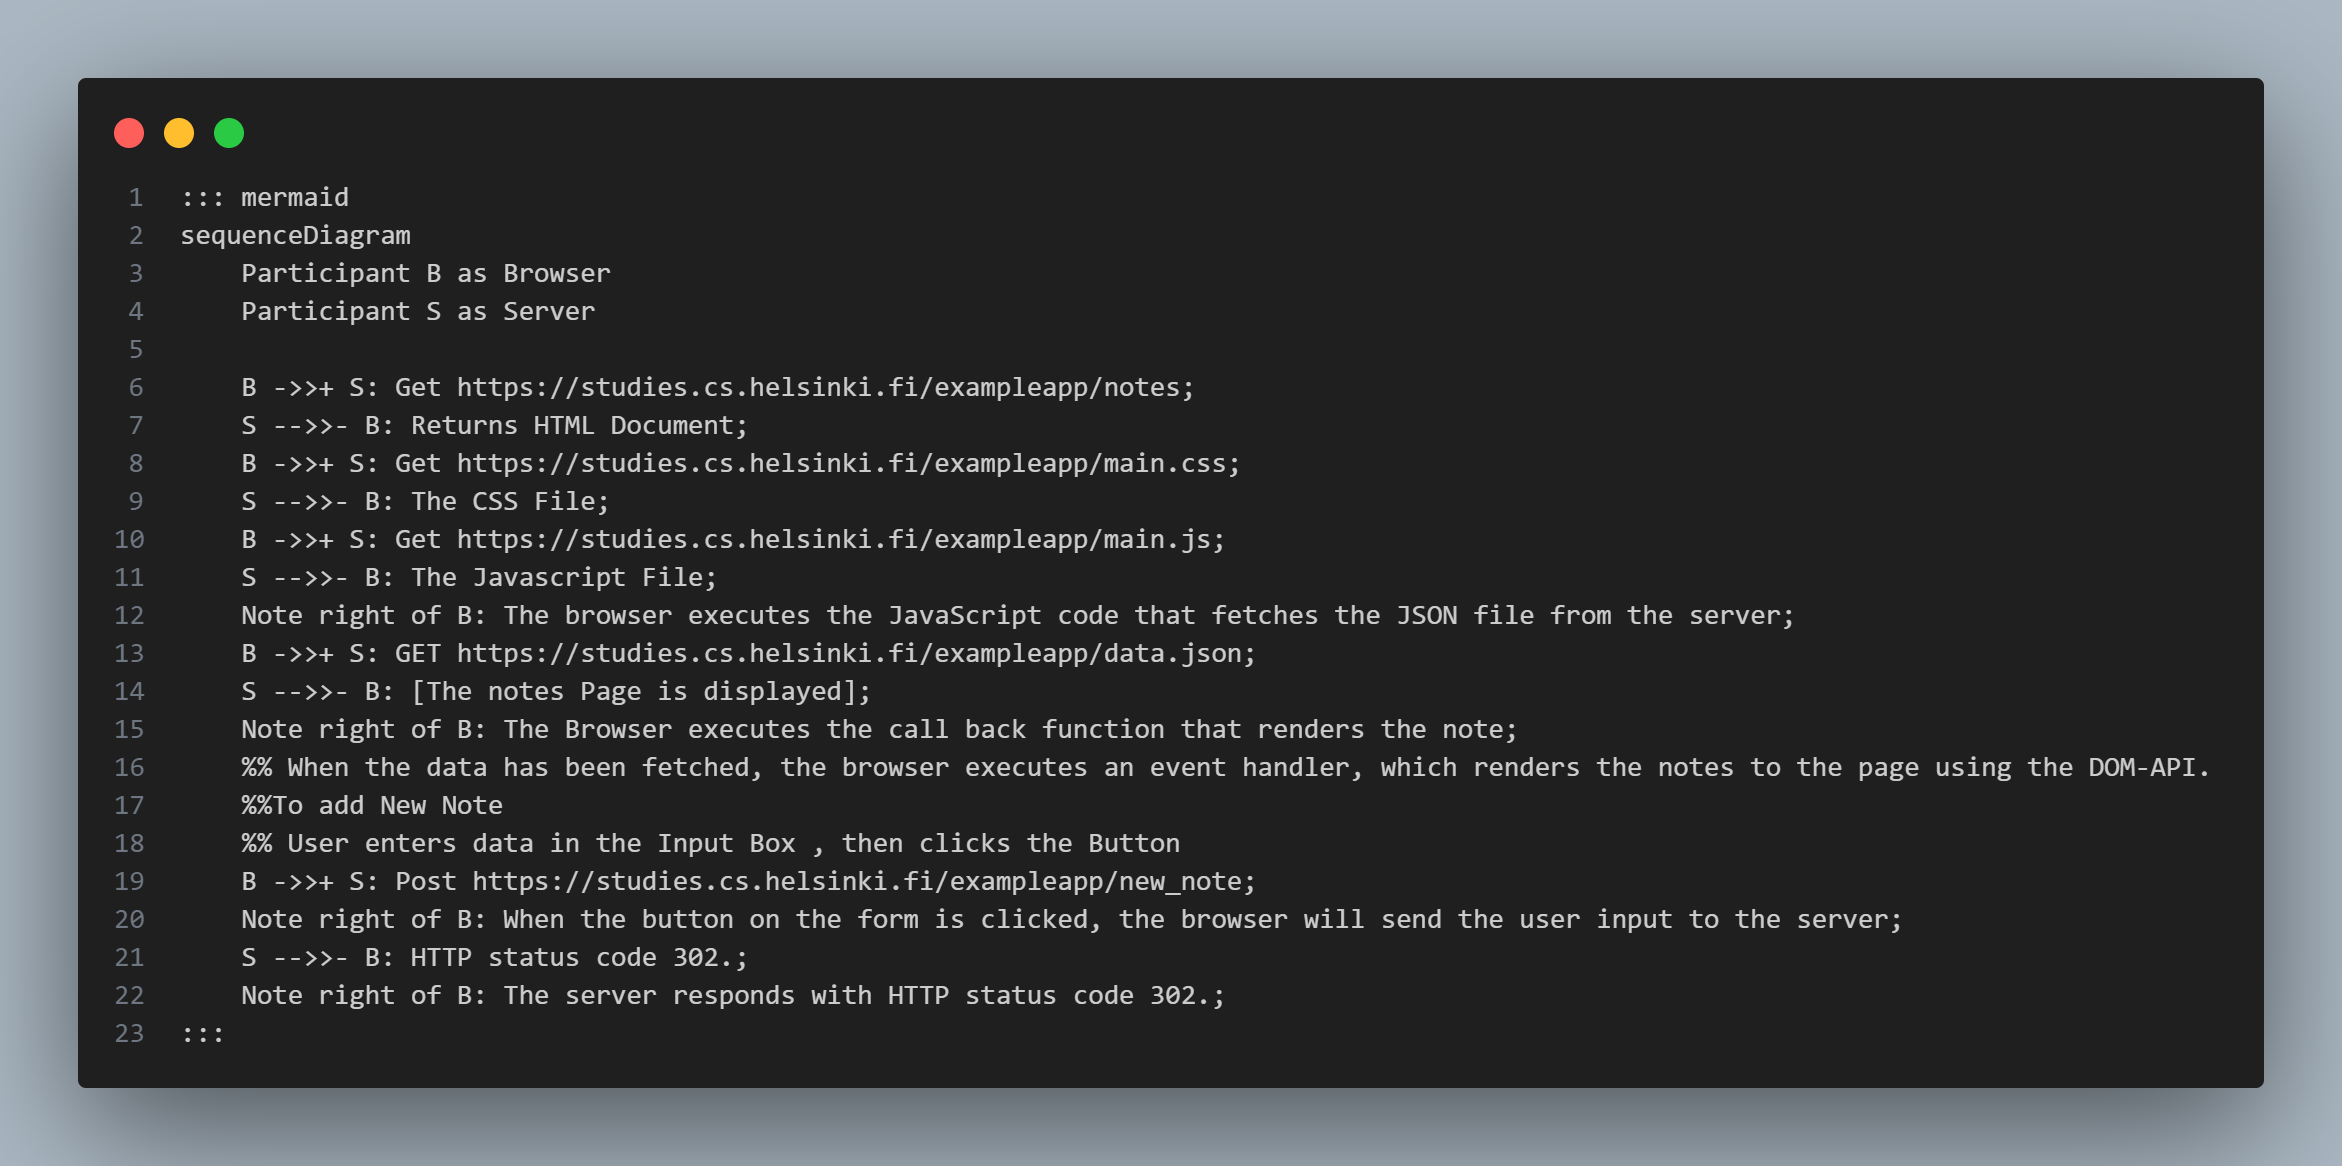 1 ::: mermaid
2 sequenceDiagram
3     Participant B as Browser
4     Participant S as Server
5
6     B ->>+ S: Get https://studies.cs.helsinki.fi/exampleapp/notes;
7     S -->>- B: Returns HTML Document;
8     B ->>+ S: Get https://studies.cs.helsinki.fi/exampleapp/main.css;
9     S -->>- B: The CSS File;
10     B ->>+ S: Get https://studies.cs.helsinki.fi/exampleapp/main.js;
11     S -->>- B: The Javascript File;
12     Note right of B: The browser executes the JavaScript code that fetches the JSON file from the server;
13     B ->>+ S: GET https://studies.cs.helsinki.fi/exampleapp/data.json;
14     S -->>- B: [The notes Page is displayed];
15     Note right of B: The Browser executes the call back function that renders the note;
16     %% When the data has been fetched, the browser executes an event handler, which renders the notes to the page using the DOM-API.
17     %%To add New Note
18     %% User enters data in the Input Box , then clicks the Button
19     B ->>+ S: Post https://studies.cs.helsinki.fi/exampleapp/new_note;
20     Note right of B: When the button on the form is clicked, the browser will send the user input to the server;
21     S -->>- B: HTTP status code 302.;
22     Note right of B: The server responds with HTTP status code 302.;
23 :::